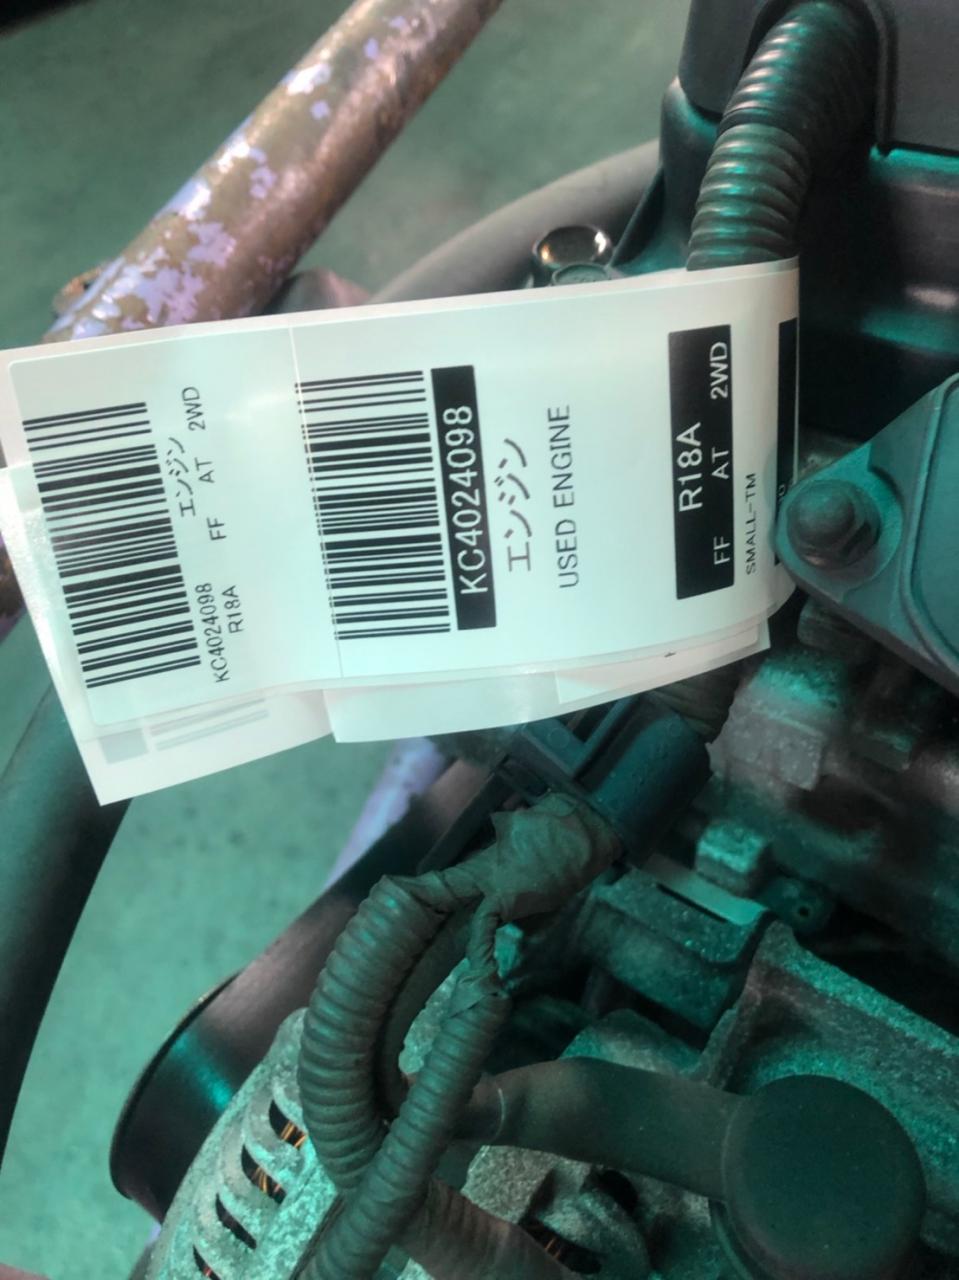 KC4024098
エンジン
USED ENGINE
R18A
FF AT 2WD
SMALL-TM
エンジン
KC4024098 FF AT 2WD
R18A